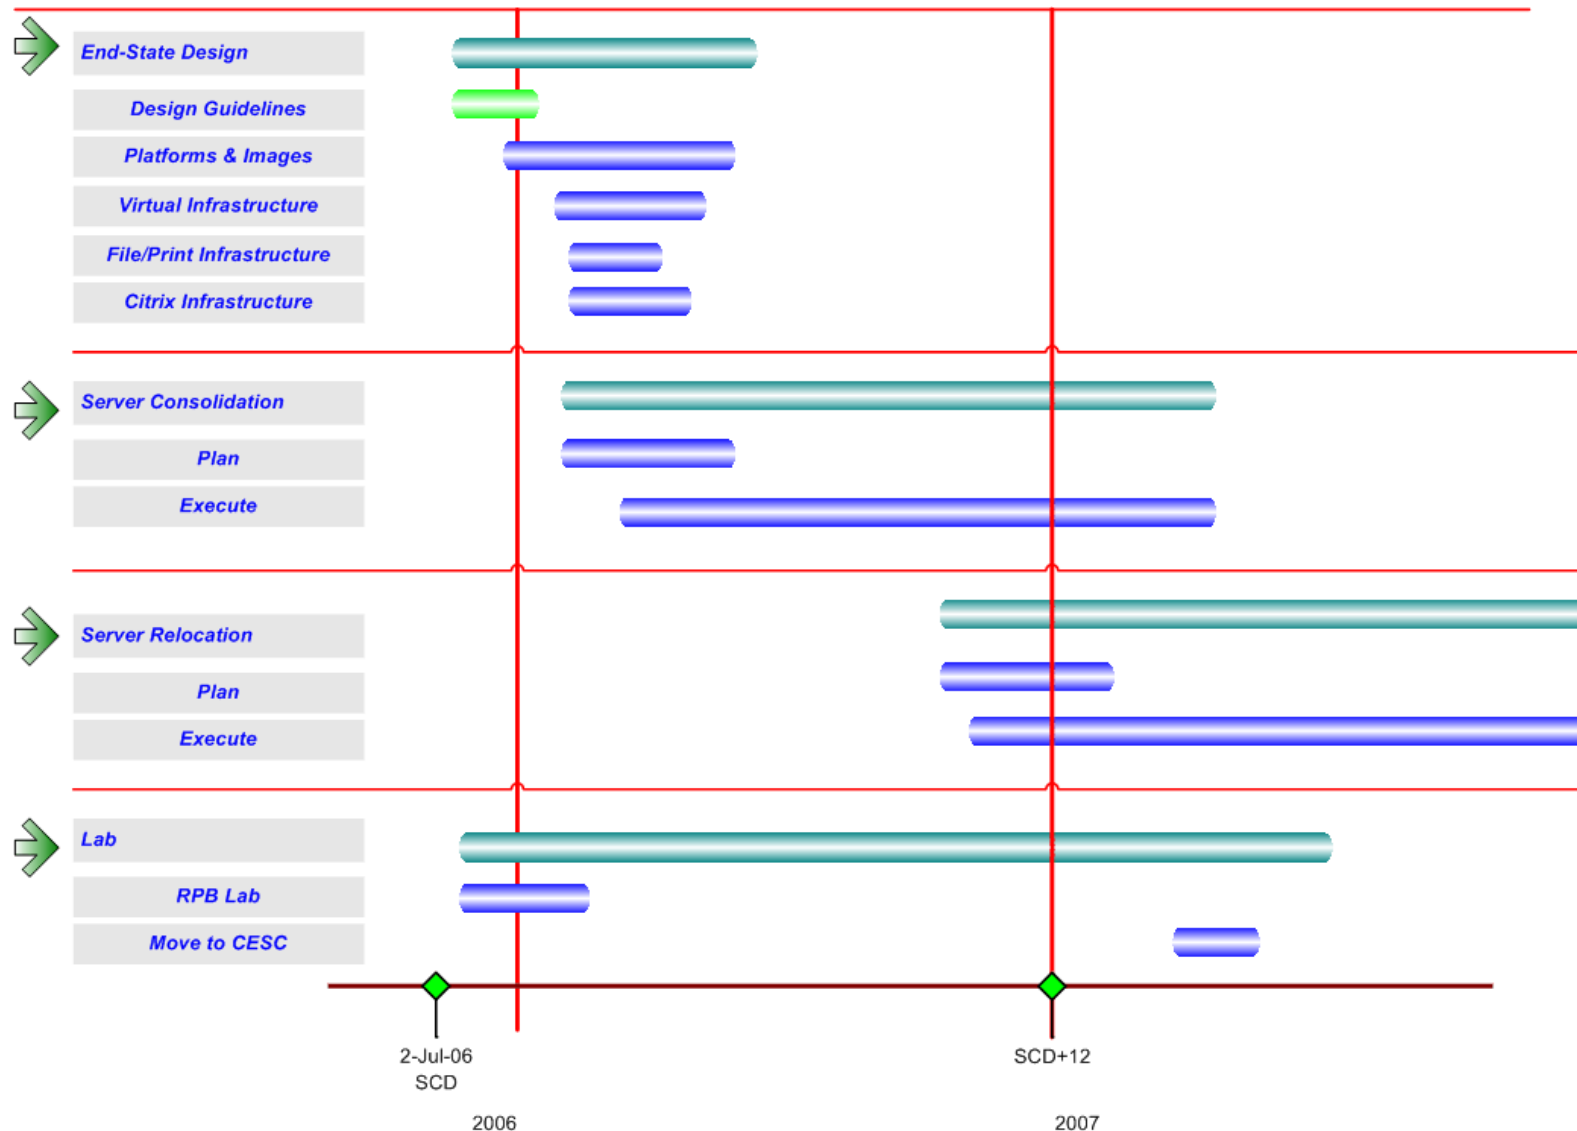 End-State Design
Design Guidelines
Platforms & Images
Virtual Infrastructure
File/Print Infrastructure
Citrix Infrastructure
Server Consolidation
Plan
Execute
Server Relocation
Plan
Execute
Lab
RPB Lab
Move to CESC
2-Jul-06
SCD
SCD+12
2006
2007